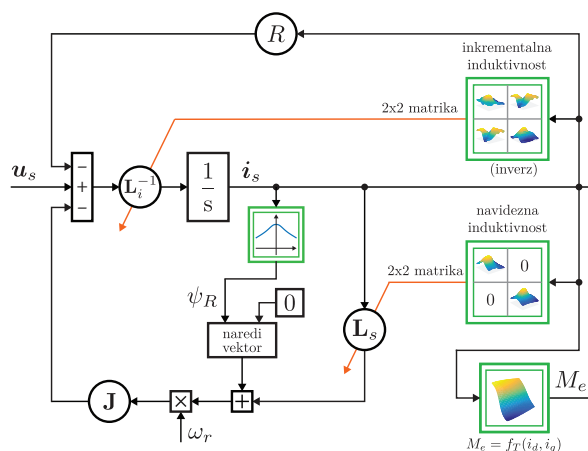 R
inkrementalna
induktivnost
2x2 matrika
(inverz)
u_s
−
+
−
L_i^{-1}
1
s
i_s
navidezna
induktivnost
2x2 matrika
0
0
ψ_R
0
naredi
vektor
L_s
J
×
+
ω_r
M_e
M_e = f_T(i_d, i_q)